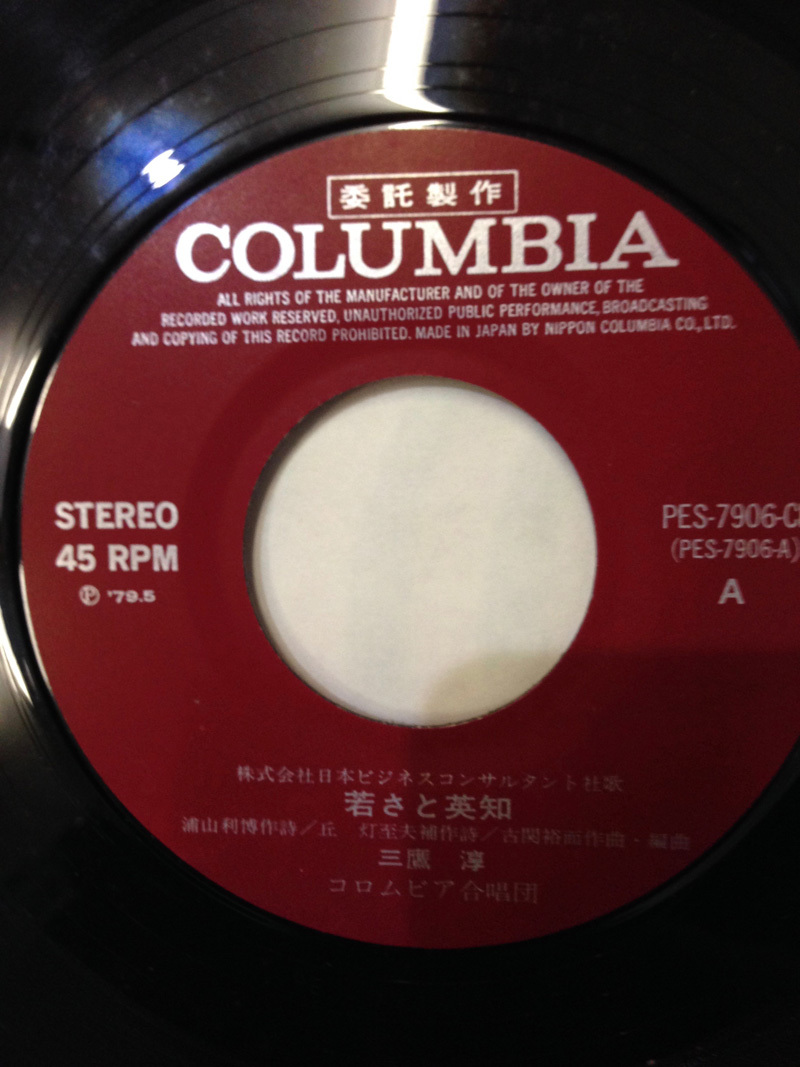 委託製作
COLUMBIA
ALL RIGHTS OF THE MANUFACTURER AND OF THE OWNER OF THE
RECORDED WORK RESERVED, UNAUTHORIZED PUBLIC PERFORMANCE, BROADCASTING
AND COPYING OF THIS RECORD PROHIBITED. MADE IN JAPAN BY NIPPON COLUMBIA CO., LTD.
STEREO
45 RPM
Ⓟ '79.5
PES-7906-C
(PES-7906-A)
A
株式会社日本ビジネスコンサルタント社歌
若さと英知
浦山利博作詩／丘 灯至夫補作詩／古関裕而作曲・編曲
三鷹 淳
コロムビア合唱団